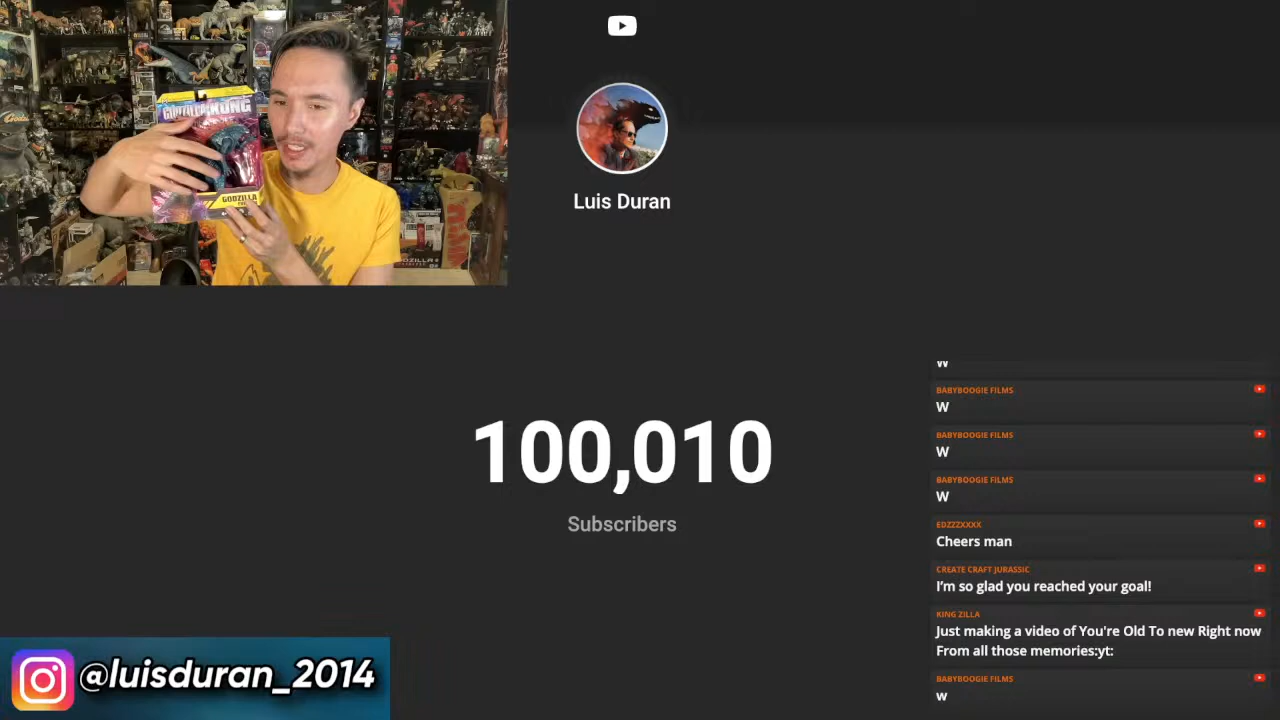 GODZILLA KONG
GODZILLA
Luis Duran
100,010
Subscribers
W
BABYBOOGIE FILMS
W
BABYBOOGIE FILMS
W
BABYBOOGIE FILMS
W
EDZZZXXXX
Cheers man
CREATE CRAFT JURASSIC
I'm so glad you reached your goal!
KING ZILLA
Just making a video of You're Old To new Right now
From all those memories:yt:
BABYBOOGIE FILMS
w
@luisduran_2014